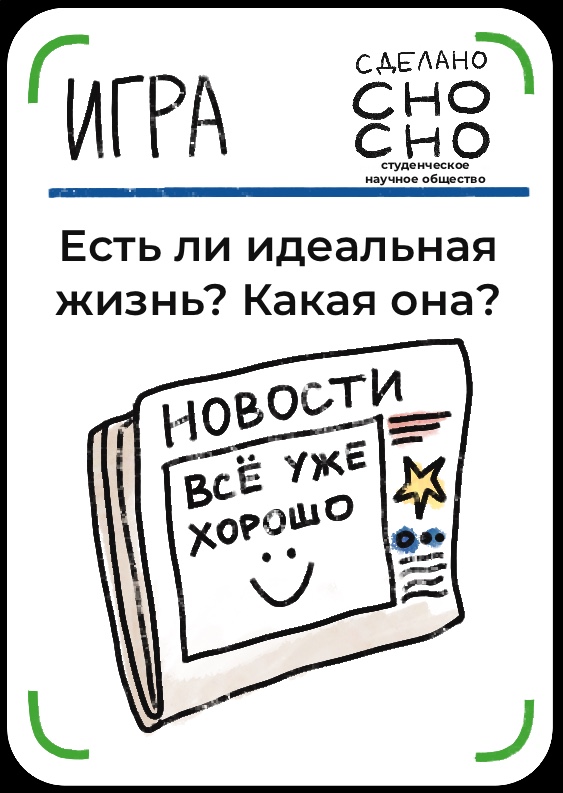 ИГРА
СДЕЛАНО
СНО
СНО
студенческое
научное общество
Есть ли идеальная
жизнь? Какая она?
НОВОСТИ
ВСЁ УЖЕ
ХОРОШО